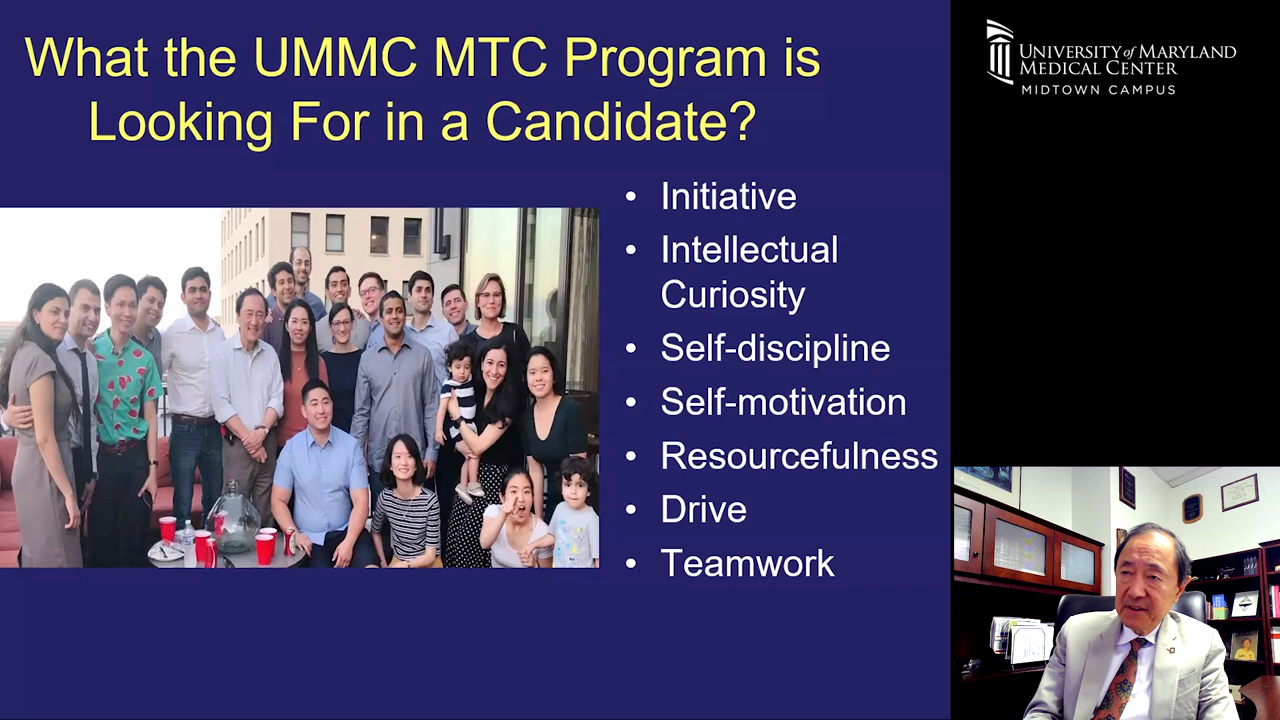 What the UMMC MTC Program is
Looking For in a Candidate?
• Initiative
• Intellectual
Curiosity
• Self-discipline
• Self-motivation
• Resourcefulness
• Drive
• Teamwork
UNIVERSITY of MARYLAND
MEDICAL CENTER
MIDTOWN CAMPUS